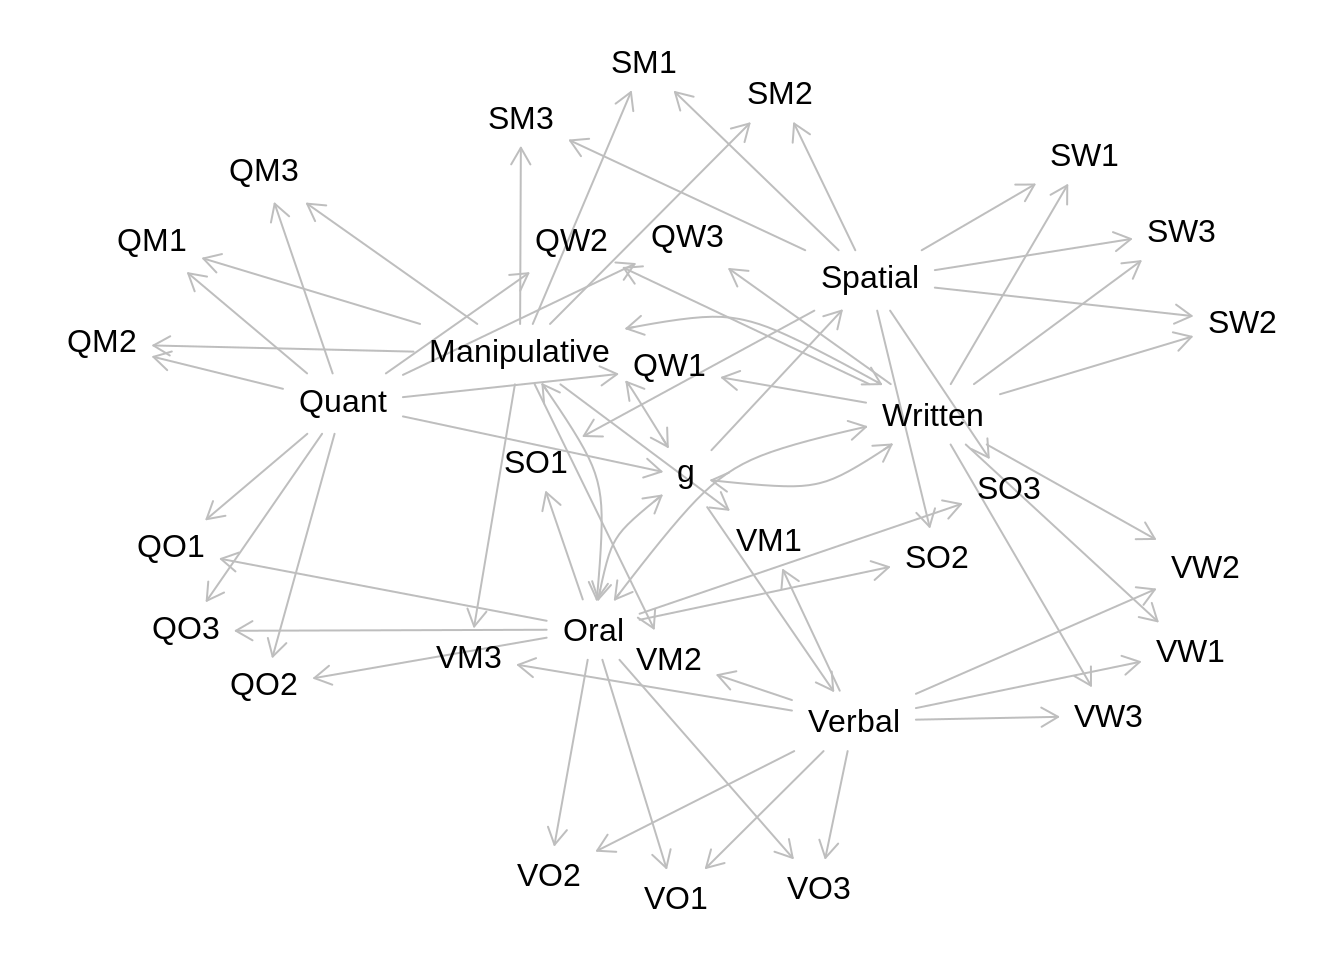 SM1
SM2
SM3
SW1
QM3
SW3
QM1
QW2
QW3
Spatial
SW2
QM2
Manipulative
QW1
Quant
Written
SO1
g
SO3
VM1
QO1
SO2
VW2
QO3
Oral
VM3
VM2
VW1
QO2
Verbal
VW3
VO2
VO1
VO3